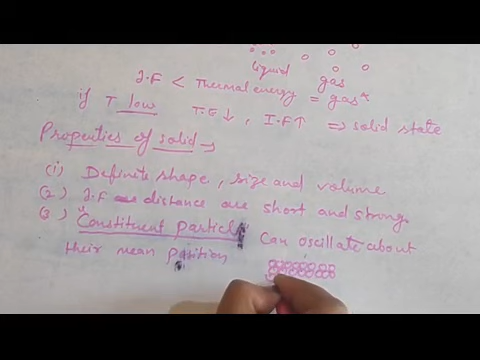 liquid gas
I.F < Thermal energy = gas*
if T low T.E↓, I.F↑ ⇒ solid state
Properties of solid →
(1) Definite shape, size and volume
(2) I.F distance are short and strong.
(3) Constituent particle can oscillate about
their mean position